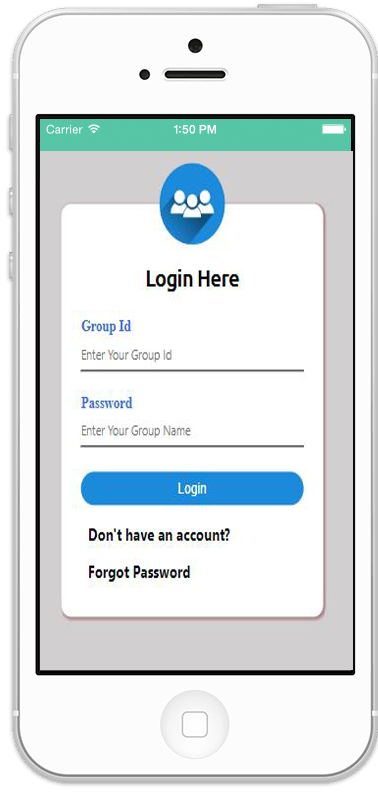 Carrier 1:50 PM
Login Here
Group Id
Enter Your Group Id
Password
Enter Your Group Name
Login
Don't have an account?
Forgot Password